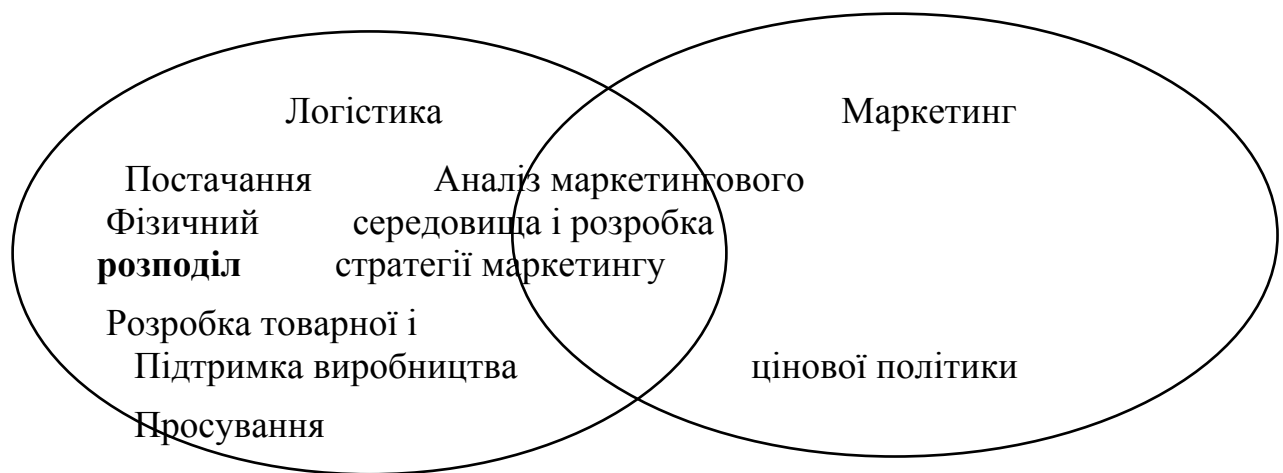 Логістика Маркетинг
Постачання Аналіз маркетингового
Фізичний середовища і розробка
розподіл стратегії маркетингу
Розробка товарної і
Підтримка виробництва цінової політики
Просування